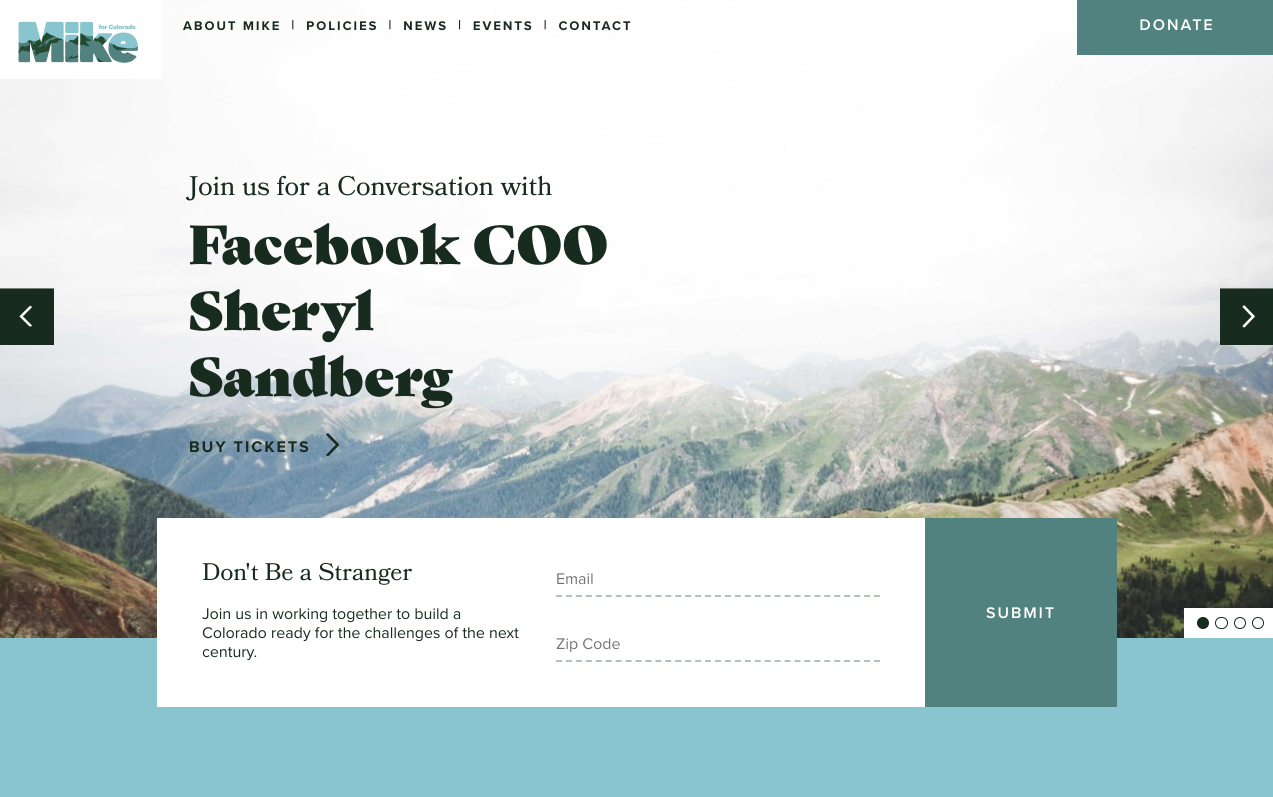 Mike for Colorado
ABOUT MIKE | POLICIES | NEWS | EVENTS | CONTACT
DONATE
Join us for a Conversation with
Facebook COO
Sheryl
Sandberg
BUY TICKETS
Don't Be a Stranger
Join us in working together to build a
Colorado ready for the challenges of the next
century.
Email
Zip Code
SUBMIT